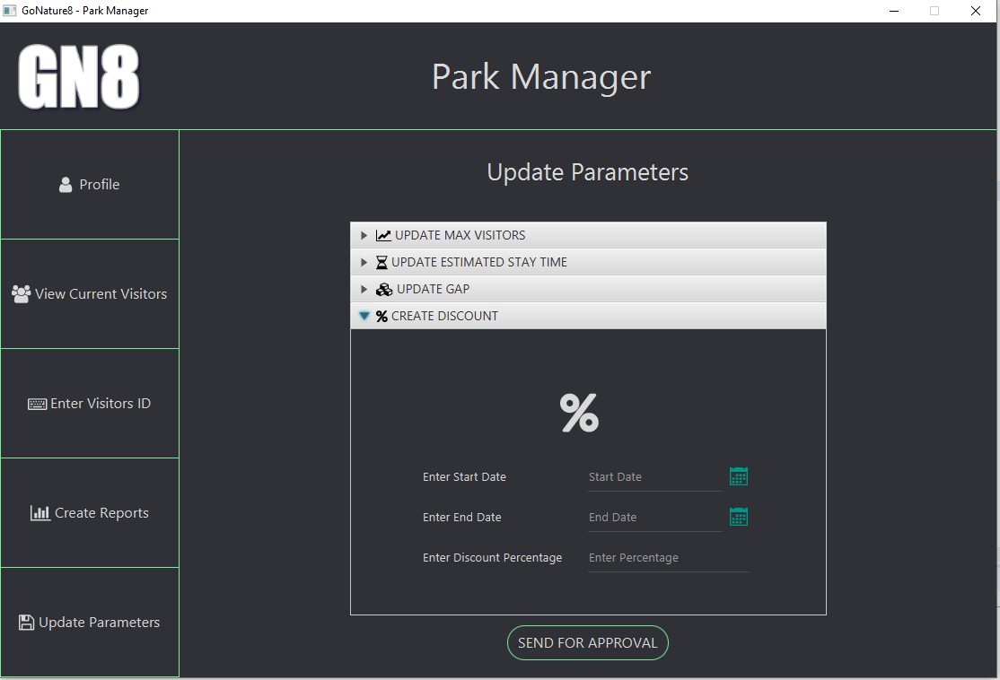 GoNature8 - Park Manager
GN8
Park Manager
Profile
View Current Visitors
Enter Visitors ID
Create Reports
Update Parameters
Update Parameters
UPDATE MAX VISITORS
UPDATE ESTIMATED STAY TIME
UPDATE GAP
% CREATE DISCOUNT
%
Enter Start Date Start Date
Enter End Date End Date
Enter Discount Percentage Enter Percentage
SEND FOR APPROVAL